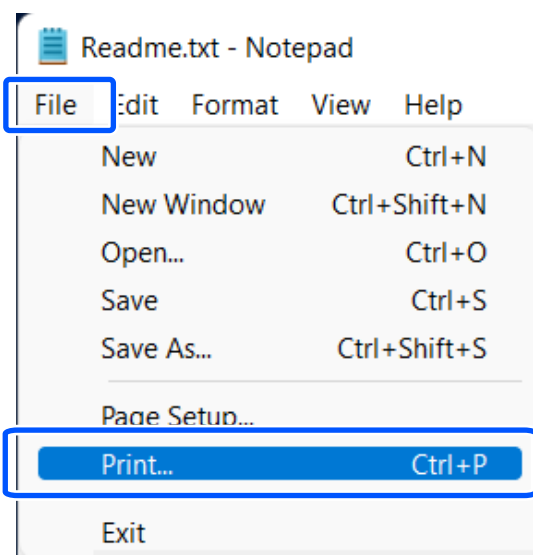 Readme.txt - Notepad
File Edit Format View Help
New Ctrl+N
New Window Ctrl+Shift+N
Open... Ctrl+O
Save Ctrl+S
Save As... Ctrl+Shift+S
Page Setup...
Print... Ctrl+P
Exit